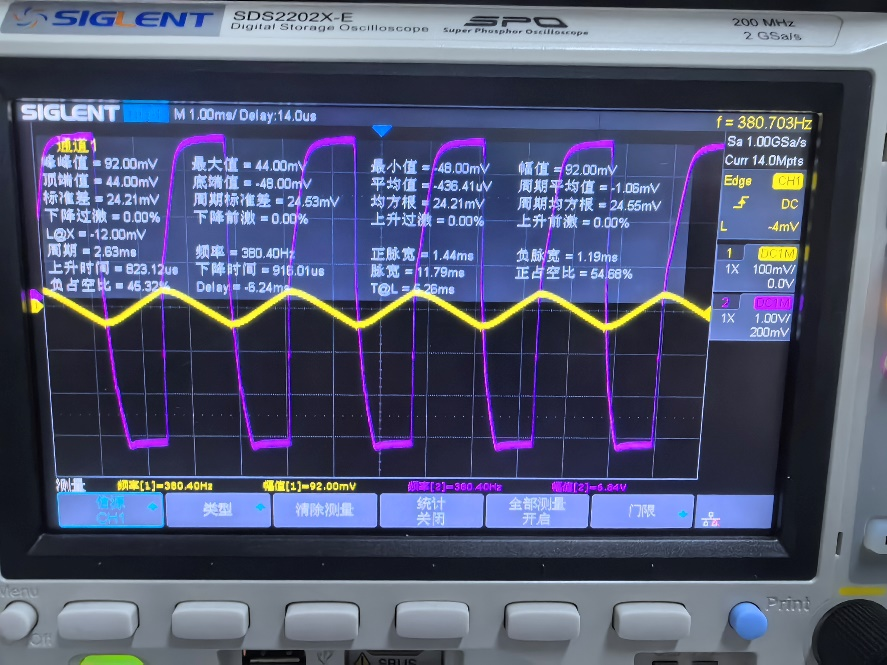 SIGLENT SDS2202X-E
Digital Storage Oscilloscope
SPO
Super Phosphor Oscilloscope
200 MHz
2 GSa/s
SIGLENT M 1.00ms/ Delay:14.0us
f = 380.703Hz
Sa 1.00GSa/s
Curr 14.0Mpts
Edge CH1
DC
L -4mV
1 DC1M
1X 100mV/
0.0V
2 DC1M
1X 1.00V/
200mV
通道1
峰峰值 = 92.00mV 最大值 = 44.00mV 最小值 = -48.00mV 幅值 = 92.00mV
顶端值 = 44.00mV 底端值 = -48.00mV 平均值 = -436.41uV 周期平均值 = -1.06mV
标准差 = 24.21mV 周期标准差 = 24.53mV 均方根 = 24.21mV 周期均方根 = 24.55mV
下降过激 = 0.00% 下降前激 = 0.00% 上升过激 = 0.00% 上升前激 = 0.00%
L@X = -12.00mV
周期 = 2.63ms 频率 = 380.40Hz 正脉宽 = 1.44ms 负脉宽 = 1.19ms
上升时间 = 823.12us 下降时间 = 916.01us 脉宽 = 11.79ms 正占空比 = 54.68%
负占空比 = 45.32% Delay = -6.24ms T@L = 6.26ms
测量 频率[1]=380.40Hz 幅值[1]=92.00mV 频率[2]=380.40Hz 幅值[2]=6.84V
信源 类型 清除测量 统计 全部测量 门限
CH1 关闭 开启
Menu
Off
Print